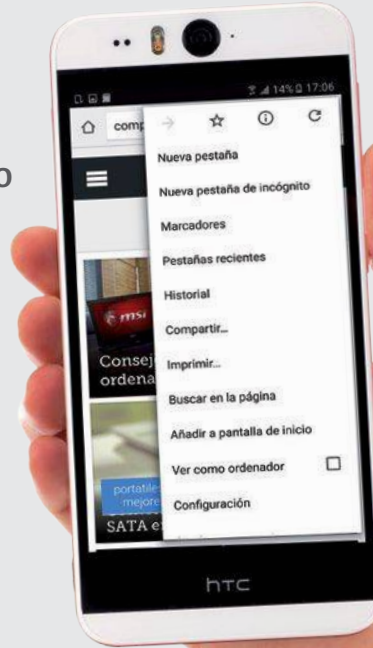 o
14% 17:06
comp
Nueva pestaña
Nueva pestaña de incógnito
Marcadores
Pestañas recientes
Historial
Compartir...
Imprimir...
Buscar en la página
Añadir a pantalla de inicio
Ver como ordenador
Configuración
msi
Consej
ordena
portatile
mejore
SATA e
hTC